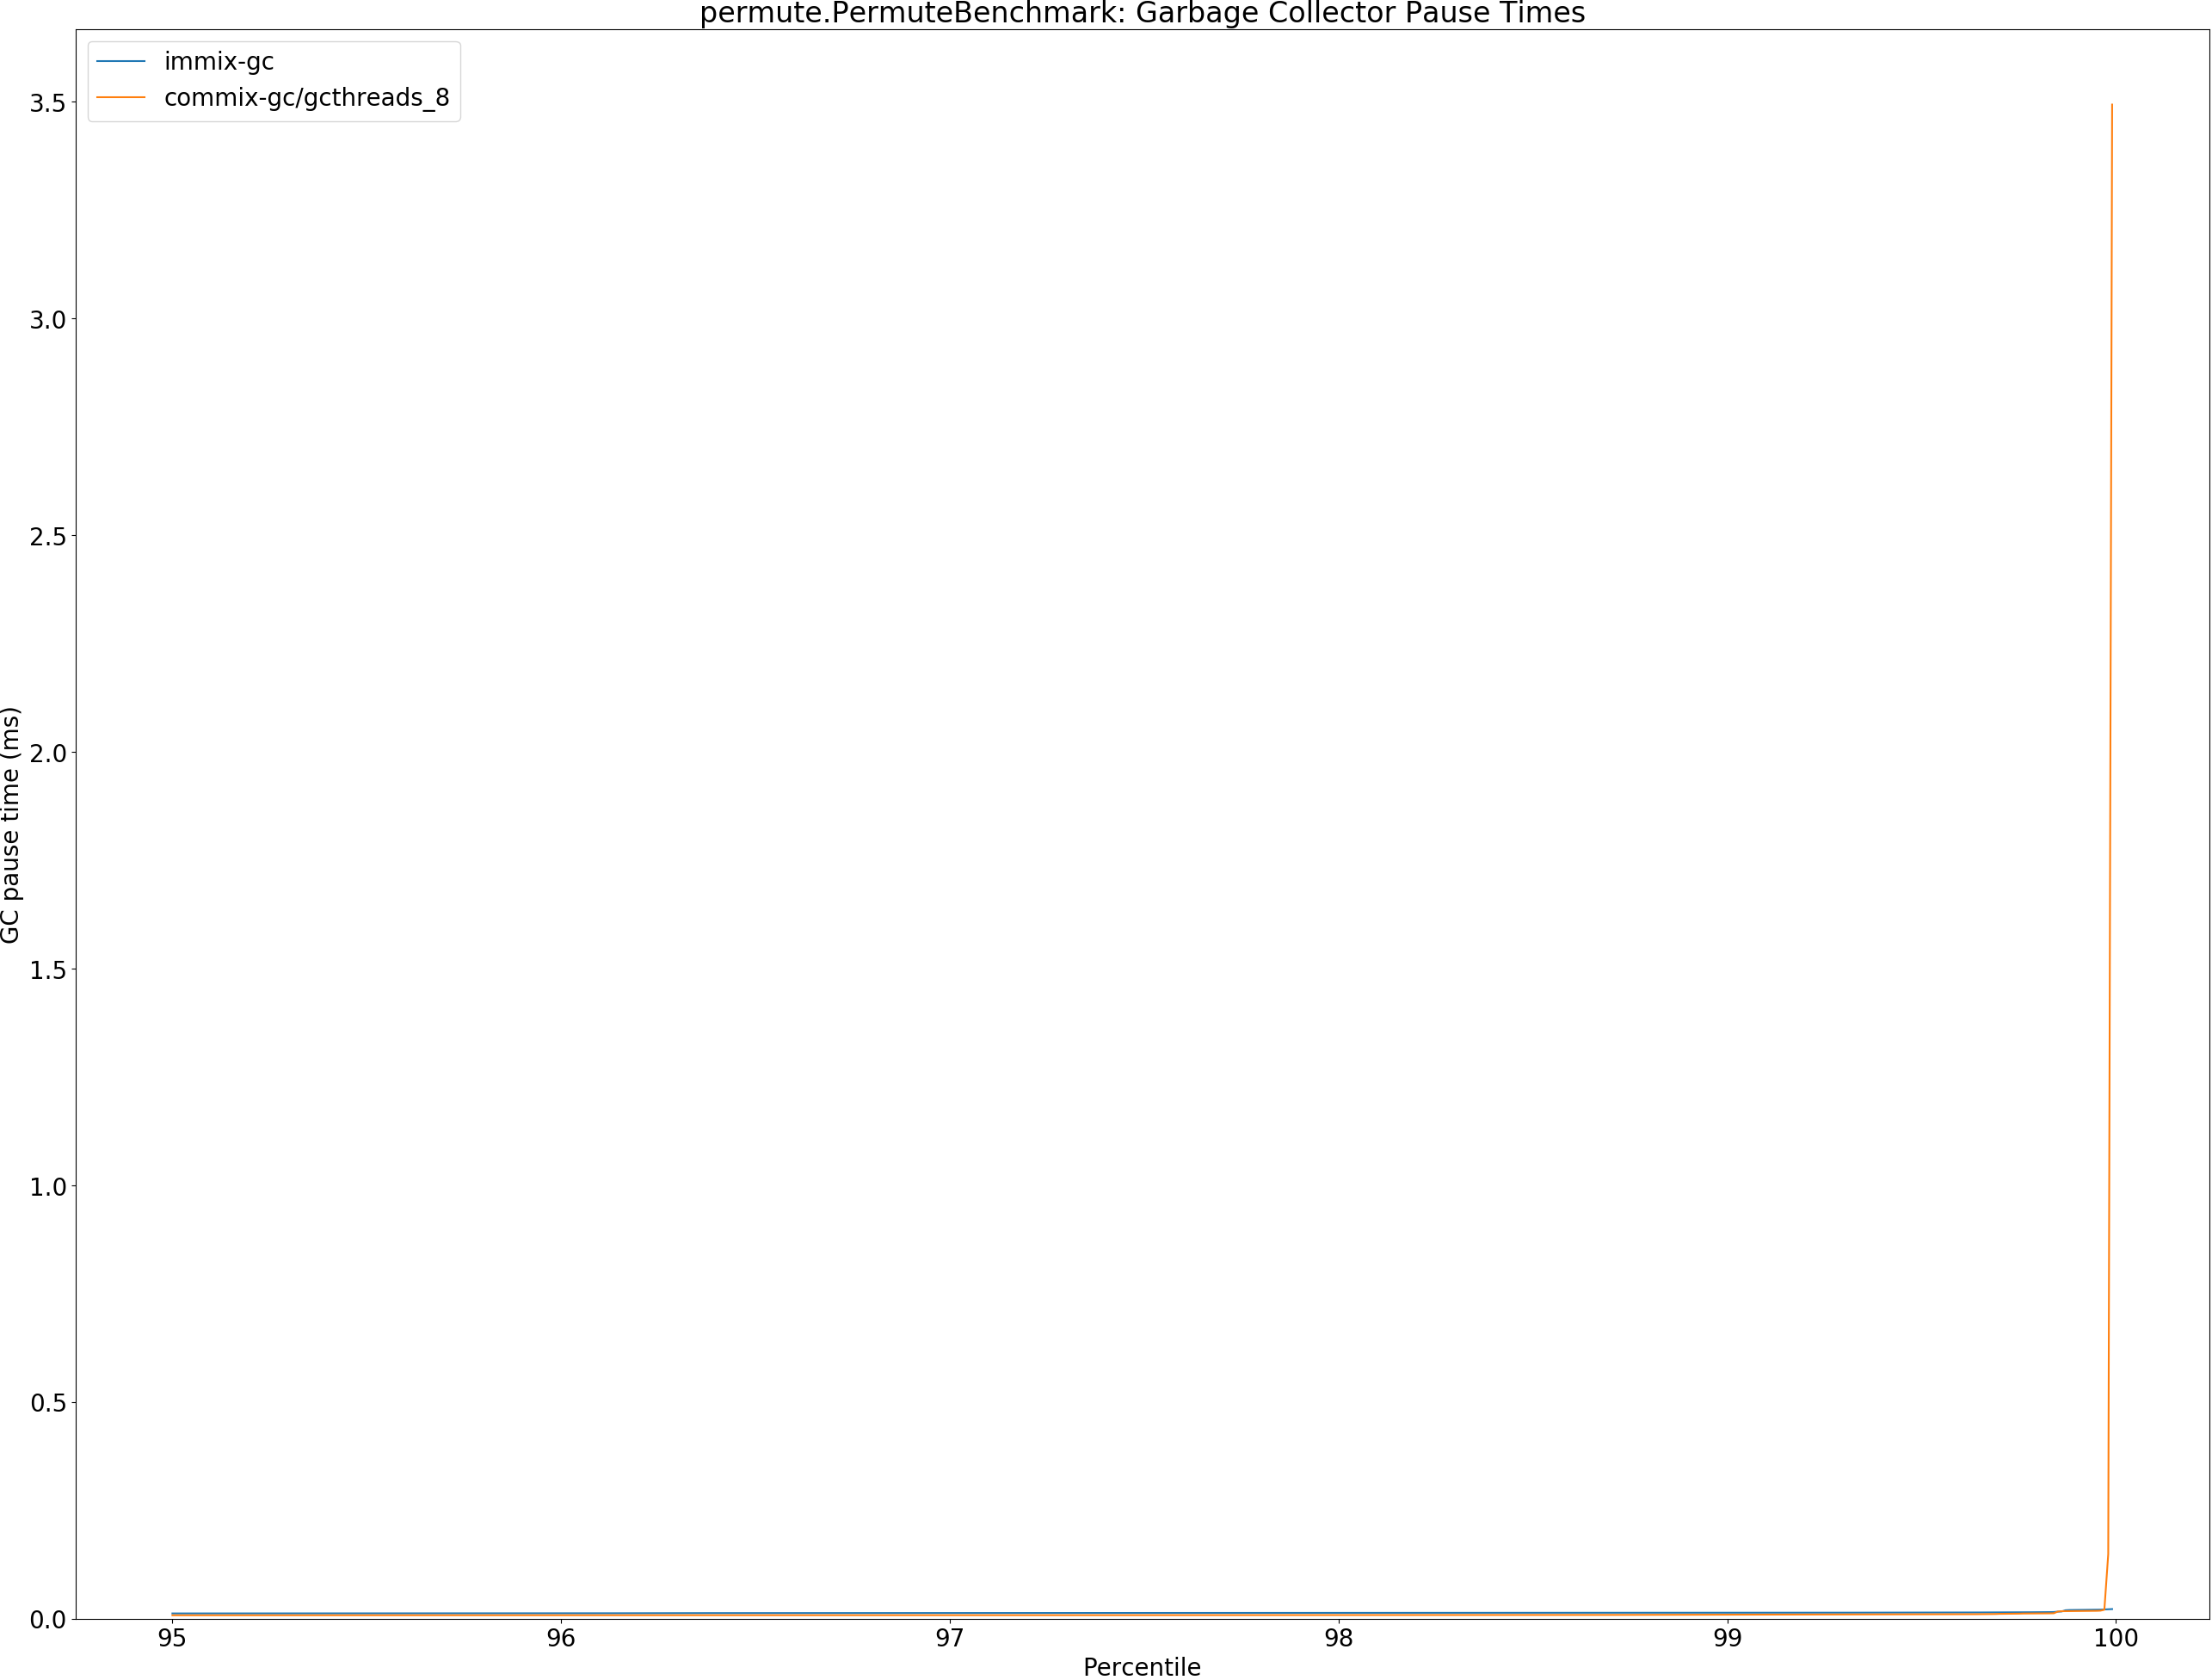 permute.PermuteBenchmark: Garbage Collector Pause Times
immix-gc
commix-gc/gcthreads_8
3.5
3.0
2.5
2.0
1.5
1.0
0.5
0.0
GC pause time (ms)
95 96 97 98 99 100
Percentile